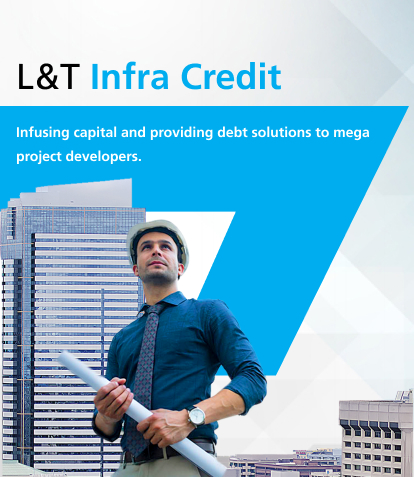 L&T Infra Credit
Infusing capital and providing debt solutions to mega
project developers.